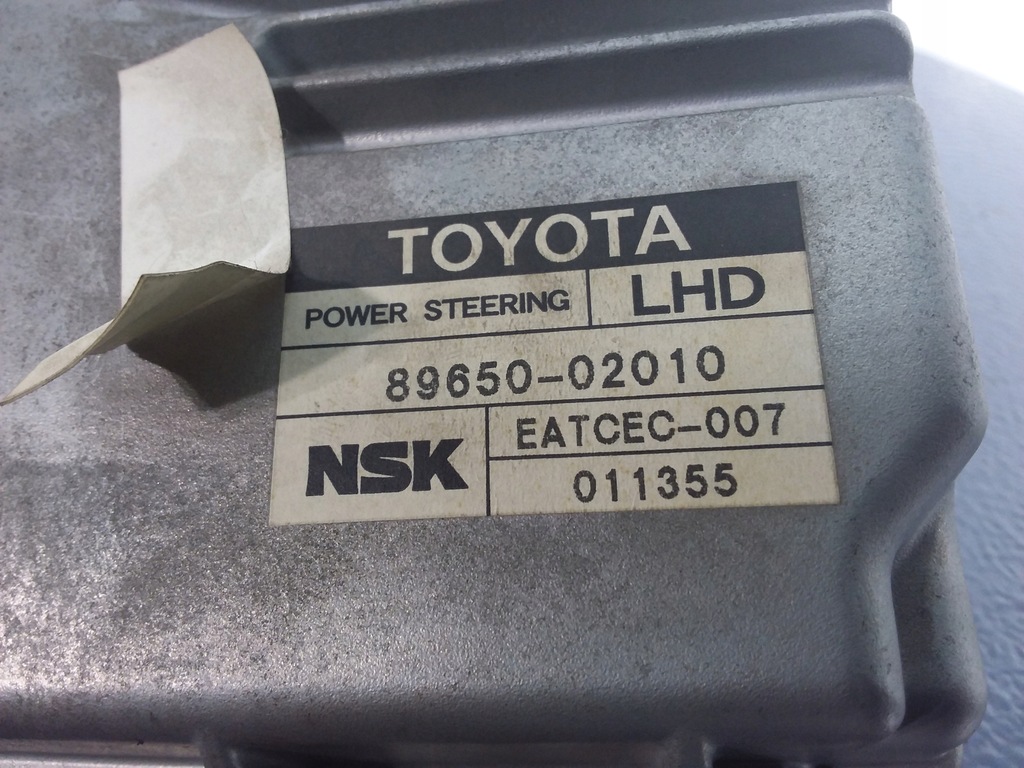 TOYOTA
POWER STEERING LHD
89650-02010
NSK EATCEC-007
011355